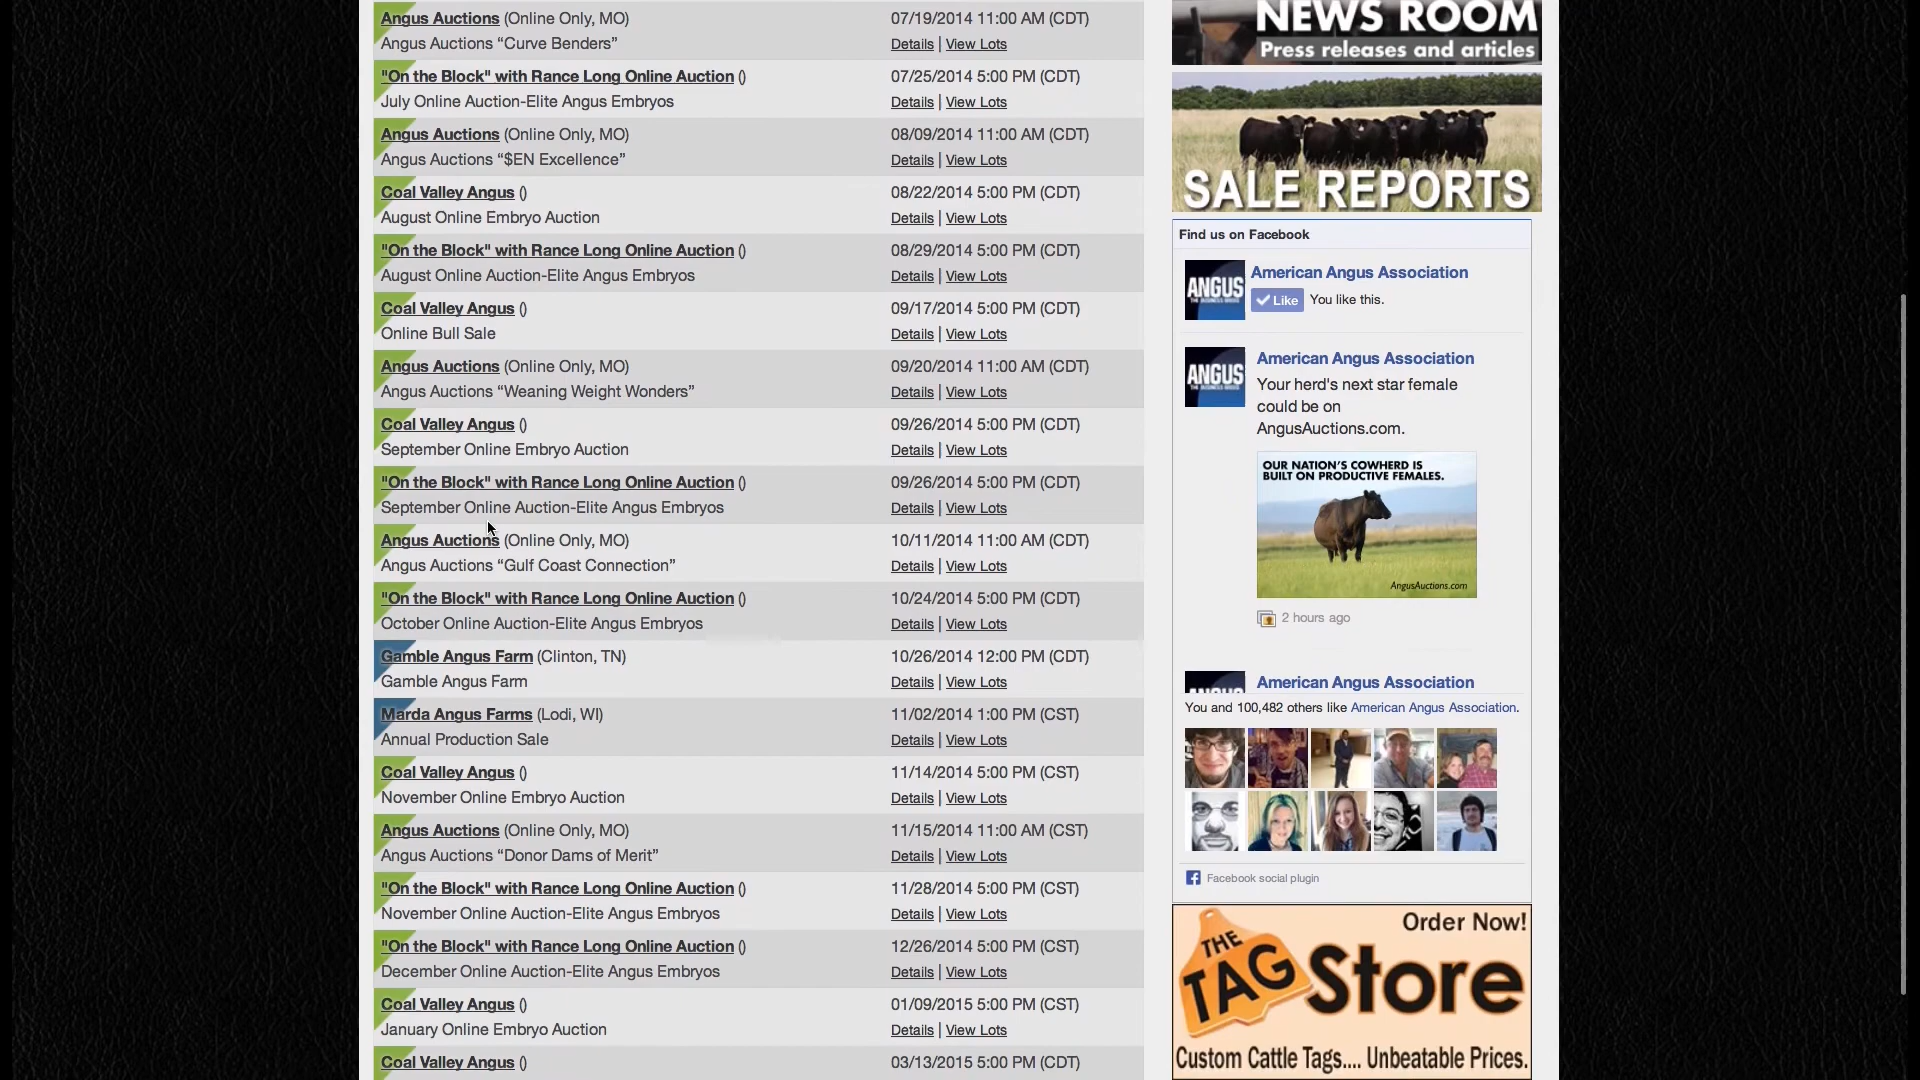 Angus Auctions (Online Only, MO) 07/19/2014 11:00 AM (CDT)
Angus Auctions “Curve Benders” Details | View Lots
"On the Block" with Rance Long Online Auction () 07/25/2014 5:00 PM (CDT)
July Online Auction-Elite Angus Embryos Details | View Lots
Angus Auctions (Online Only, MO) 08/09/2014 11:00 AM (CDT)
Angus Auctions “$EN Excellence” Details | View Lots
Coal Valley Angus () 08/22/2014 5:00 PM (CDT)
August Online Embryo Auction Details | View Lots
"On the Block" with Rance Long Online Auction () 08/29/2014 5:00 PM (CDT)
August Online Auction-Elite Angus Embryos Details | View Lots
Coal Valley Angus () 09/17/2014 5:00 PM (CDT)
Online Bull Sale Details | View Lots
Angus Auctions (Online Only, MO) 09/20/2014 11:00 AM (CDT)
Angus Auctions “Weaning Weight Wonders” Details | View Lots
Coal Valley Angus () 09/26/2014 5:00 PM (CDT)
September Online Embryo Auction Details | View Lots
"On the Block" with Rance Long Online Auction () 09/26/2014 5:00 PM (CDT)
September Online Auction-Elite Angus Embryos Details | View Lots
Angus Auctions (Online Only, MO) 10/11/2014 11:00 AM (CDT)
Angus Auctions “Gulf Coast Connection” Details | View Lots
"On the Block" with Rance Long Online Auction () 10/24/2014 5:00 PM (CDT)
October Online Auction-Elite Angus Embryos Details | View Lots
Gamble Angus Farm (Clinton, TN) 10/26/2014 12:00 PM (CDT)
Gamble Angus Farm Details | View Lots
Marda Angus Farms (Lodi, WI) 11/02/2014 1:00 PM (CST)
Annual Production Sale Details | View Lots
Coal Valley Angus () 11/14/2014 5:00 PM (CST)
November Online Embryo Auction Details | View Lots
Angus Auctions (Online Only, MO) 11/15/2014 11:00 AM (CST)
Angus Auctions “Donor Dams of Merit” Details | View Lots
"On the Block" with Rance Long Online Auction () 11/28/2014 5:00 PM (CST)
November Online Auction-Elite Angus Embryos Details | View Lots
"On the Block" with Rance Long Online Auction () 12/26/2014 5:00 PM (CST)
December Online Auction-Elite Angus Embryos Details | View Lots
Coal Valley Angus () 01/09/2015 5:00 PM (CST)
January Online Embryo Auction Details | View Lots
Coal Valley Angus () 03/13/2015 5:00 PM (CDT)
NEWS ROOM
Press releases and articles
SALE REPORTS
Find us on Facebook
ANGUS
THE BUSINESS BREED
American Angus Association
Like You like this.
ANGUS
THE BUSINESS BREED
American Angus Association
Your herd's next star female
could be on
AngusAuctions.com.
OUR NATION'S COWHERD IS
BUILT ON PRODUCTIVE FEMALES.
AngusAuctions.com
2 hours ago
ANGUS
American Angus Association
You and 100,482 others like American Angus Association.
Facebook social plugin
Order Now!
THE
TAG Store
Custom Cattle Tags.... Unbeatable Prices.